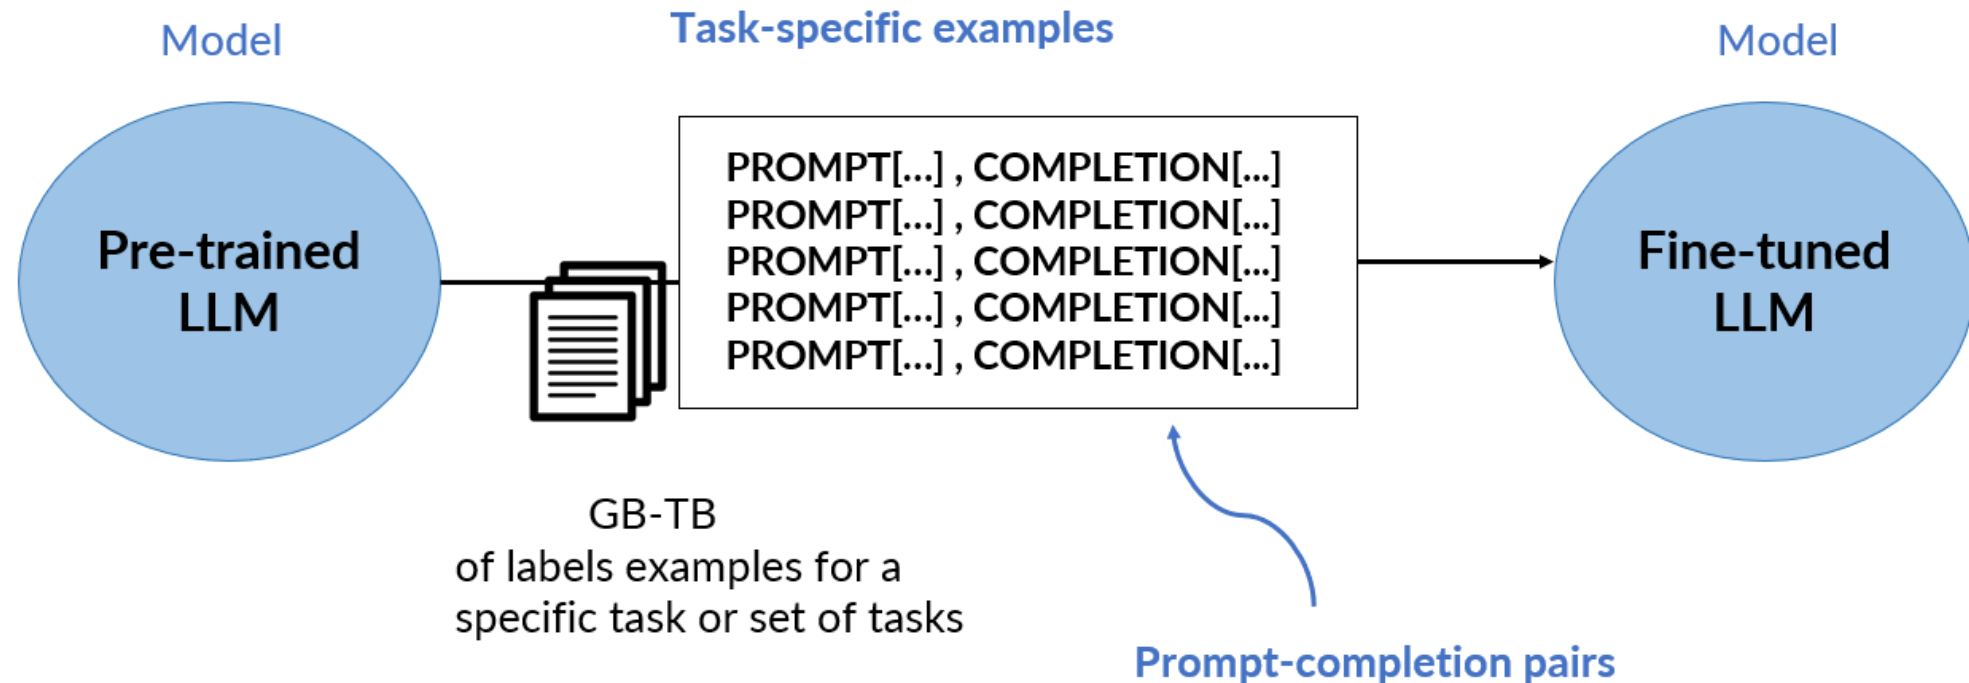 Model
Task-specific examples
Model
Pre-trained
LLM
PROMPT[...] , COMPLETION[...]
PROMPT[...] , COMPLETION[...]
PROMPT[...] , COMPLETION[...]
PROMPT[...] , COMPLETION[...]
PROMPT[...] , COMPLETION[...]
Fine-tuned
LLM
GB-TB
of labels examples for a
specific task or set of tasks
Prompt-completion pairs